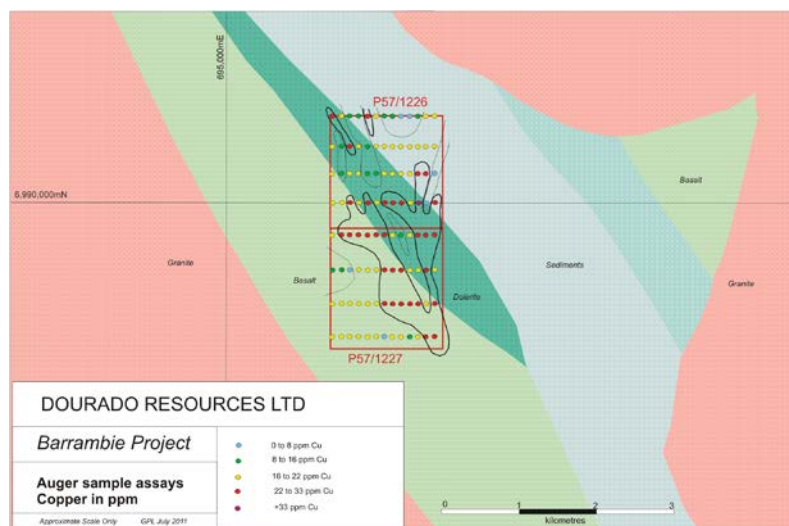 695,000mE
P57/1226
6,990,000mN
Basalt
Granite
Sediments
Basalt
Dolerite
Granite
P57/1227
DOURADO RESOURCES LTD
Barrambie Project
Auger sample assays
Copper in ppm
Approximate Scale Only GPL July 2011
0 to 8 ppm Cu
8 to 16 ppm Cu
16 to 22 ppm Cu
22 to 33 ppm Cu
+33 ppm Cu
0 1 2 3
kilometres